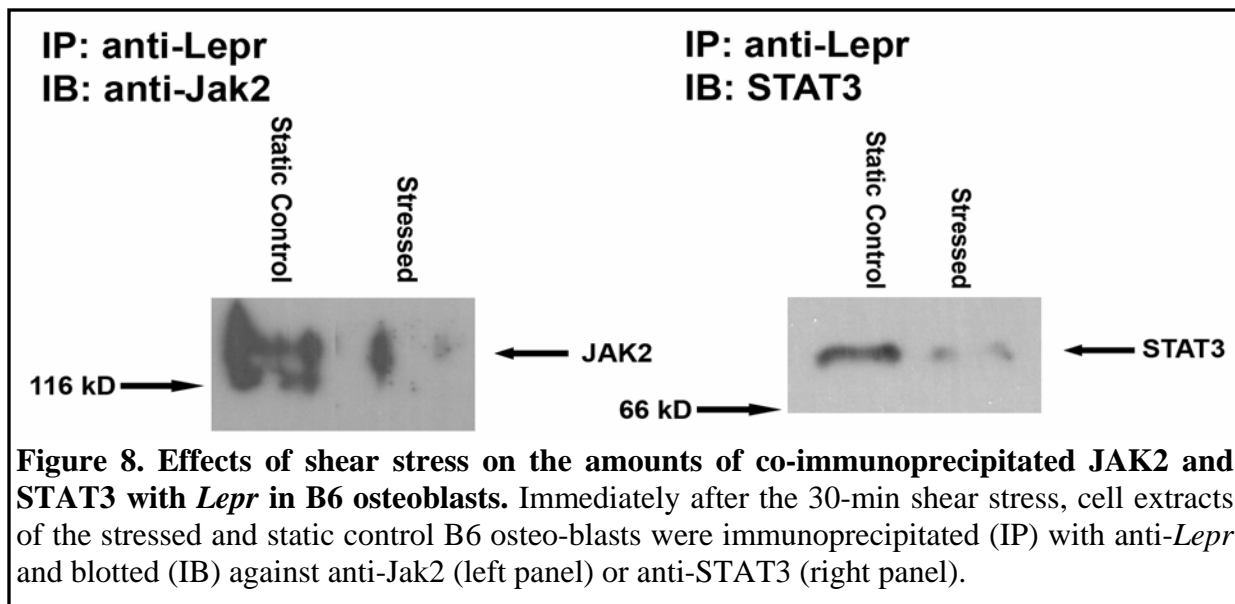 IP: anti-Lepr
IB: anti-Jak2
Static Control
Stressed
JAK2
116 kD
IP: anti-Lepr
IB: STAT3
Static Control
Stressed
STAT3
66 kD
Figure 8. Effects of shear stress on the amounts of co-immunoprecipitated JAK2 and
STAT3 with Lepr in B6 osteoblasts. Immediately after the 30-min shear stress, cell extracts
of the stressed and static control B6 osteo-blasts were immunoprecipitated (IP) with anti-Lepr
and blotted (IB) against anti-Jak2 (left panel) or anti-STAT3 (right panel).